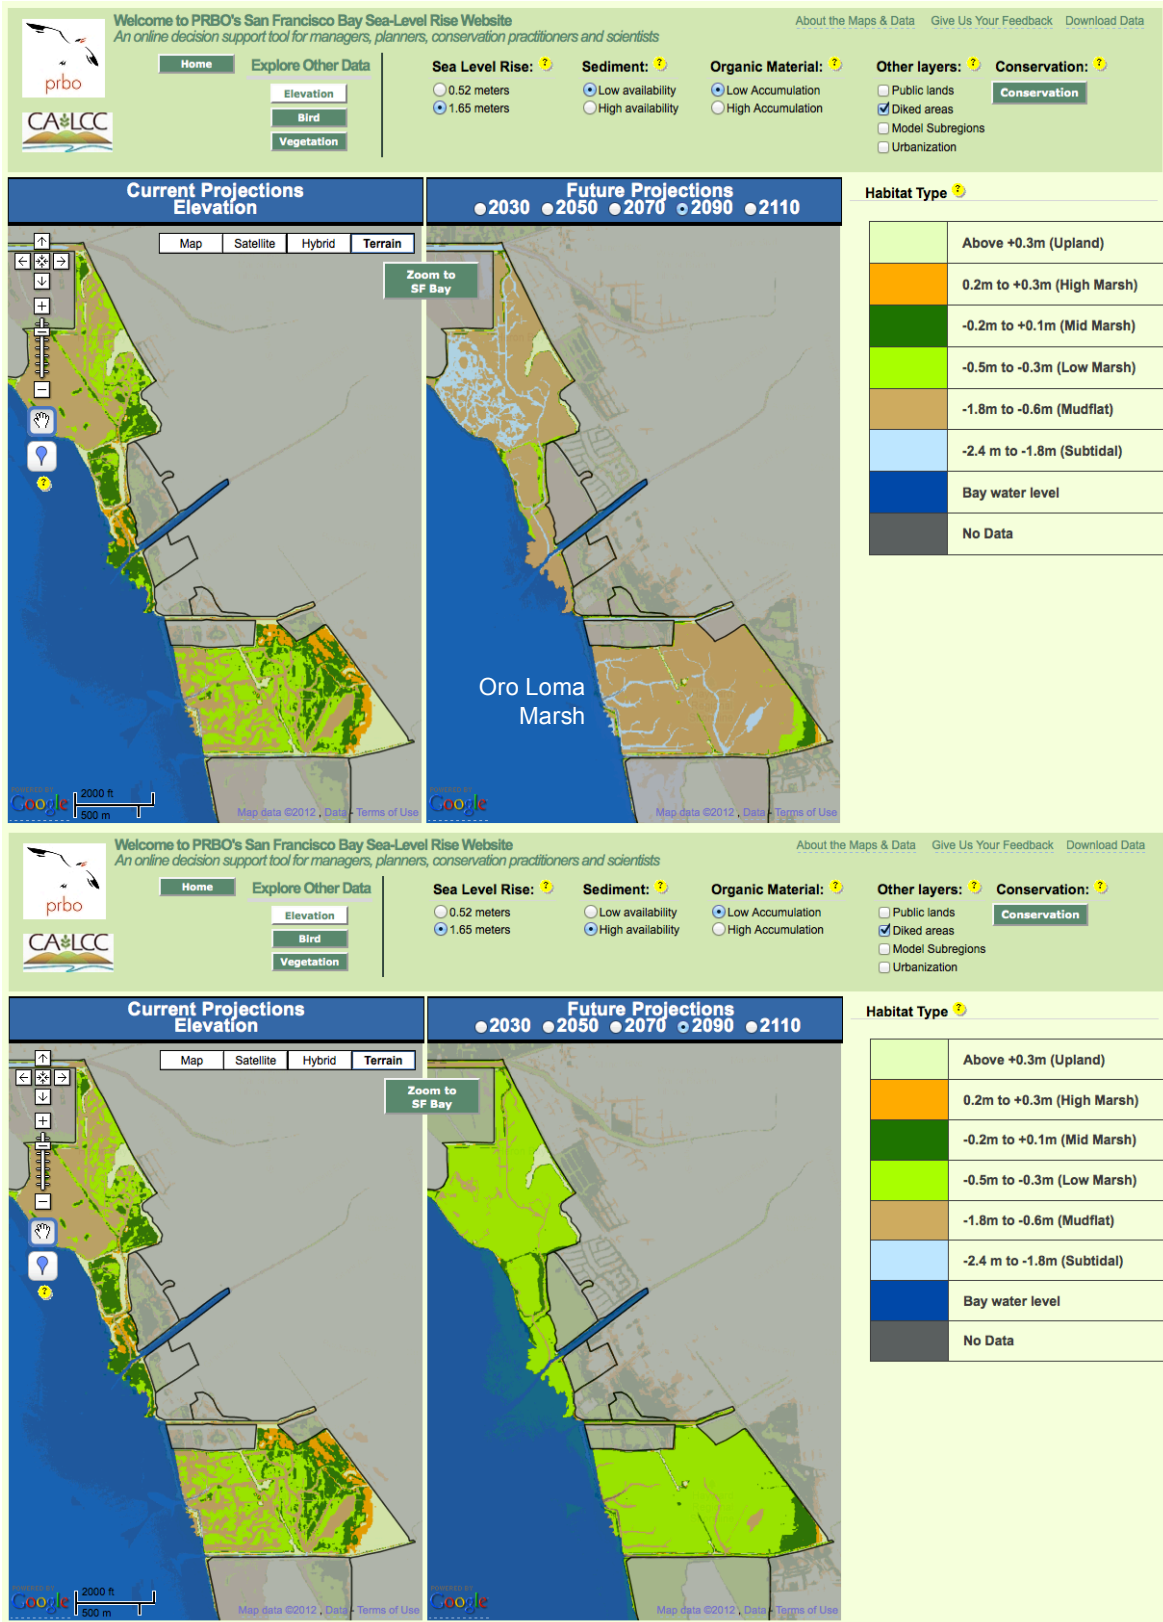 Welcome to PRBO's San Francisco Bay Sea-Level Rise Website
About the Maps & Data Give Us Your Feedback Download Data
An online decision support tool for managers, planners, conservation practitioners and scientists
prbo
CA LCC
Home
Explore Other Data
Elevation
Bird
Vegetation
Sea Level Rise: ?
0.52 meters
1.65 meters
Sediment: ?
Low availability
High availability
Organic Material: ?
Low Accumulation
High Accumulation
Other layers: ?
Public lands
Diked areas
Model Subregions
Urbanization
Conservation: ?
Conservation
Current Projections
Elevation
Future Projections
2030 2050 2070 2090 2110
Map Satellite Hybrid Terrain
Zoom to
SF Bay
?
Oro Loma
Marsh
POWERED BY
Google
2000 ft
500 m
Map data ©2012 , Data - Terms of Use
POWERED BY
Google
Map data ©2012 , Data - Terms of Use
Habitat Type ?
Above +0.3m (Upland)
0.2m to +0.3m (High Marsh)
-0.2m to +0.1m (Mid Marsh)
-0.5m to -0.3m (Low Marsh)
-1.8m to -0.6m (Mudflat)
-2.4 m to -1.8m (Subtidal)
Bay water level
No Data
Welcome to PRBO's San Francisco Bay Sea-Level Rise Website
About the Maps & Data Give Us Your Feedback Download Data
An online decision support tool for managers, planners, conservation practitioners and scientists
prbo
CA LCC
Home
Explore Other Data
Elevation
Bird
Vegetation
Sea Level Rise: ?
0.52 meters
1.65 meters
Sediment: ?
Low availability
High availability
Organic Material: ?
Low Accumulation
High Accumulation
Other layers: ?
Public lands
Diked areas
Model Subregions
Urbanization
Conservation: ?
Conservation
Current Projections
Elevation
Future Projections
2030 2050 2070 2090 2110
Map Satellite Hybrid Terrain
Zoom to
SF Bay
?
POWERED BY
Google
2000 ft
500 m
Map data ©2012 , Data - Terms of Use
POWERED BY
Google
Map data ©2012 , Data - Terms of Use
Habitat Type ?
Above +0.3m (Upland)
0.2m to +0.3m (High Marsh)
-0.2m to +0.1m (Mid Marsh)
-0.5m to -0.3m (Low Marsh)
-1.8m to -0.6m (Mudflat)
-2.4 m to -1.8m (Subtidal)
Bay water level
No Data